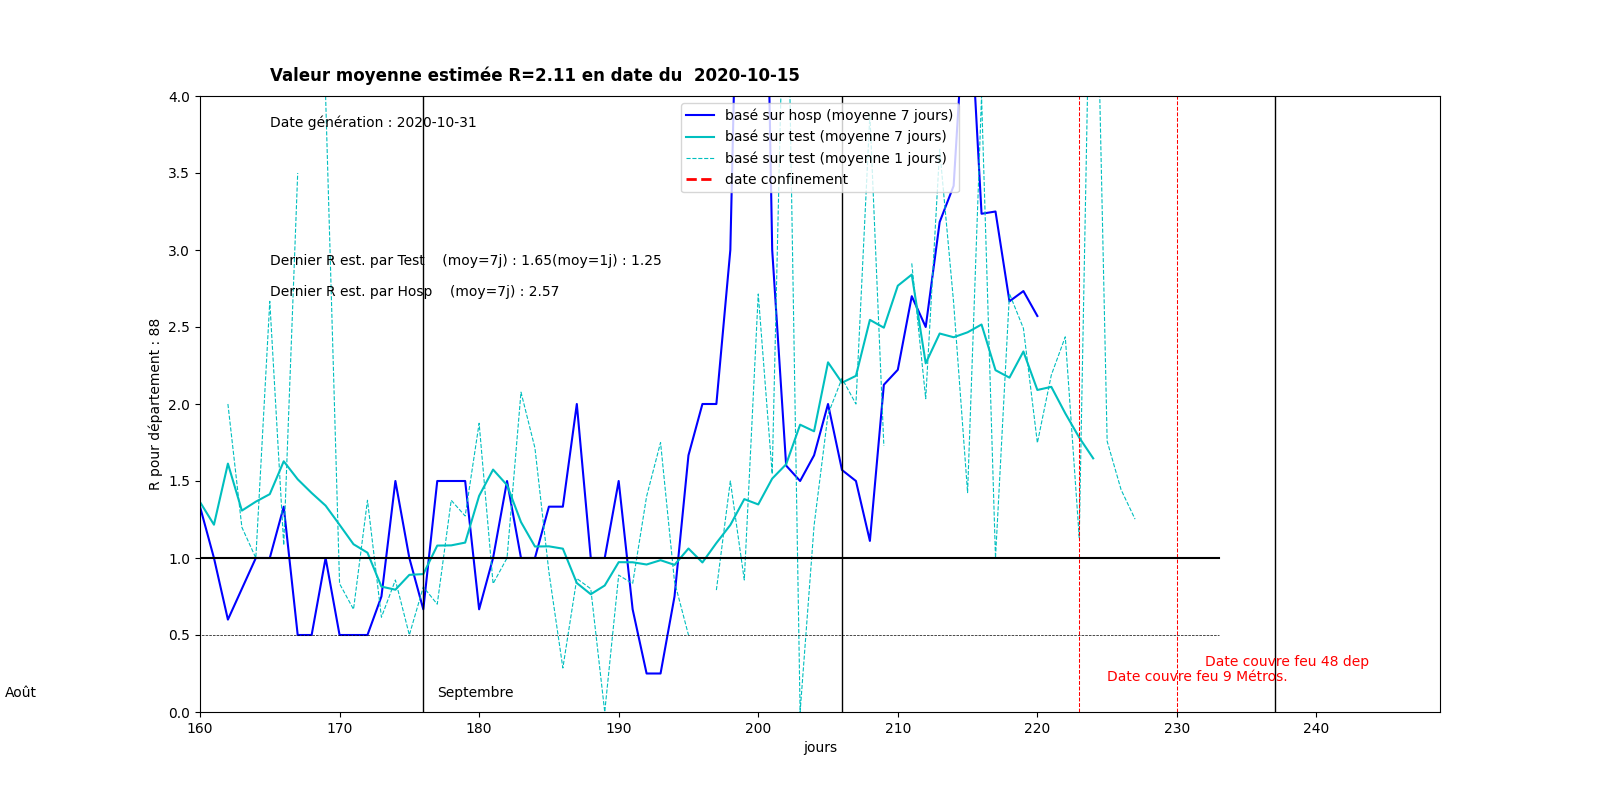 Valeur moyenne estimée R=2.11 en date du  2020-10-15
Date génération : 2020-10-31
basé sur hosp (moyenne 7 jours)
basé sur test (moyenne 7 jours)
basé sur test (moyenne 1 jours)
date confinement
Dernier R est. par Test    (moy=7j) : 1.65(moy=1j) : 1.25
Dernier R est. par Hosp    (moy=7j) : 2.57
R pour département : 88
4.0
3.5
3.0
2.5
2.0
1.5
1.0
0.5
0.0
Date couvre feu 48 dep
Date couvre feu 9 Métros.
Août
Septembre
160 170 180 190 200 210 220 230 240
jours